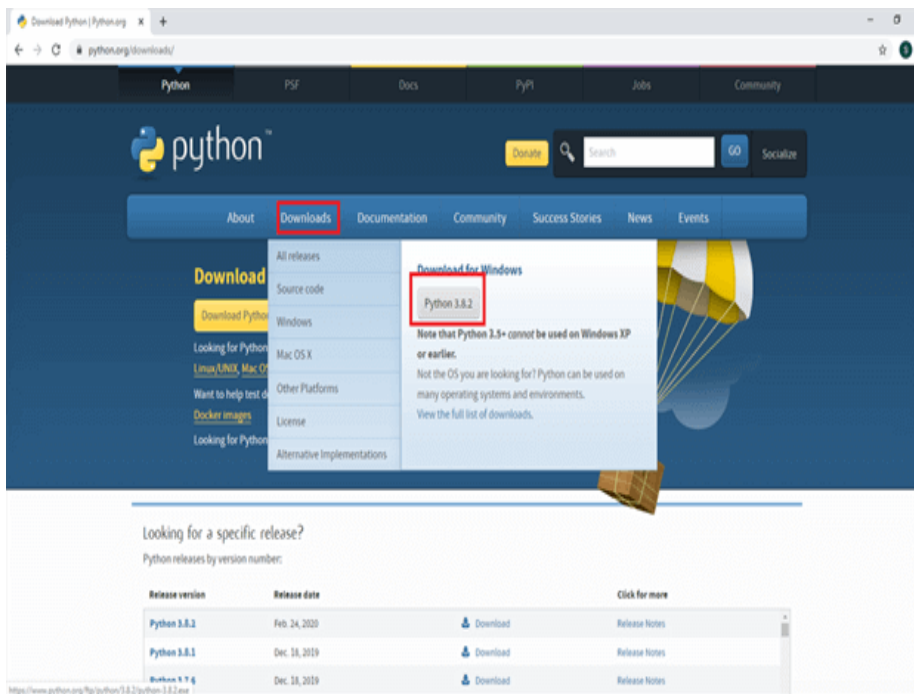 Download Python | Python.org
python.org/downloads/
Python PSF Docs PyPI Jobs Community
python™
Donate Search GO Socialize
About Downloads Documentation Community Success Stories News Events
Download
Download Pytho
Looking for Python
Linux/UNIX, Mac OS
Want to help test d
Docker images
Looking for Python
All releases
Source code
Windows
Mac OS X
Other Platforms
License
Alternative Implementations
Download for Windows
Python 3.8.2
Note that Python 3.5+ cannot be used on Windows XP
or earlier.
Not the OS you are looking for? Python can be used on
many operating systems and environments.
View the full list of downloads.
Looking for a specific release?
Python releases by version number:
Release version Release date Click for more
Python 3.8.2 Feb. 24, 2020 Download Release Notes
Python 3.8.1 Dec. 18, 2019 Download Release Notes
Python 3.7.6 Dec. 18, 2019 Download Release Notes
https://www.python.org/ftp/python/3.8.2/python-3.8.2.exe